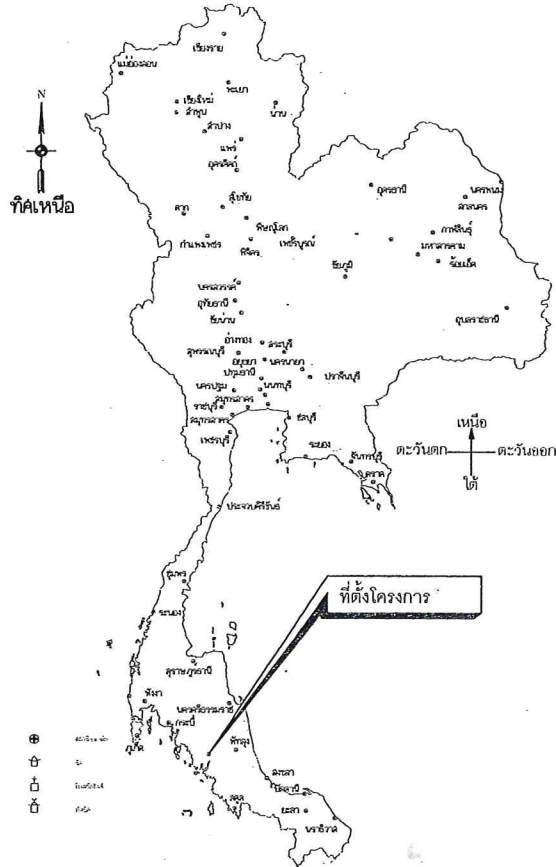 เชียงราย
แม่ฮ่องสอน
พะเยา
เชียงใหม่
น่าน
ลำพูน
ลำปาง
N
แพร่
อุตรดิตถ์
อุดรธานี
นครพนม
สกลนคร
ทิศเหนือ
ตาก
สุโขทัย
พิษณุโลก
กาฬสินธุ์
กำแพงเพชร
เพชรบูรณ์
พิจิตร
มหาสารคาม
ร้อยเอ็ด
ชัยภูมิ
นครสวรรค์
อุทัยธานี
ชัยนาท
อุบลราชธานี
อ่างทอง
สระบุรี
สุพรรณบุรี
อยุธยา
นครนายก
ปทุมธานี
ปราจีนบุรี
นครปฐม
นนทบุรี
ราชบุรี
สมุทรสาคร
ชลบุรี
เหนือ
เพชรบุรี
ระยอง
จันทบุรี
ตะวันตก
ตะวันออก
ตราด
ใต้
ประจวบคีรีขันธ์
ชุมพร
ที่ตั้งโครงการ
ระนอง
สุราษฎร์ธานี
พังงา
นครศรีธรรมราช
กระบี่
ภูเก็ต
พัทลุง
สงขลา
ปัตตานี
สตูล
ยะลา
นราธิวาส